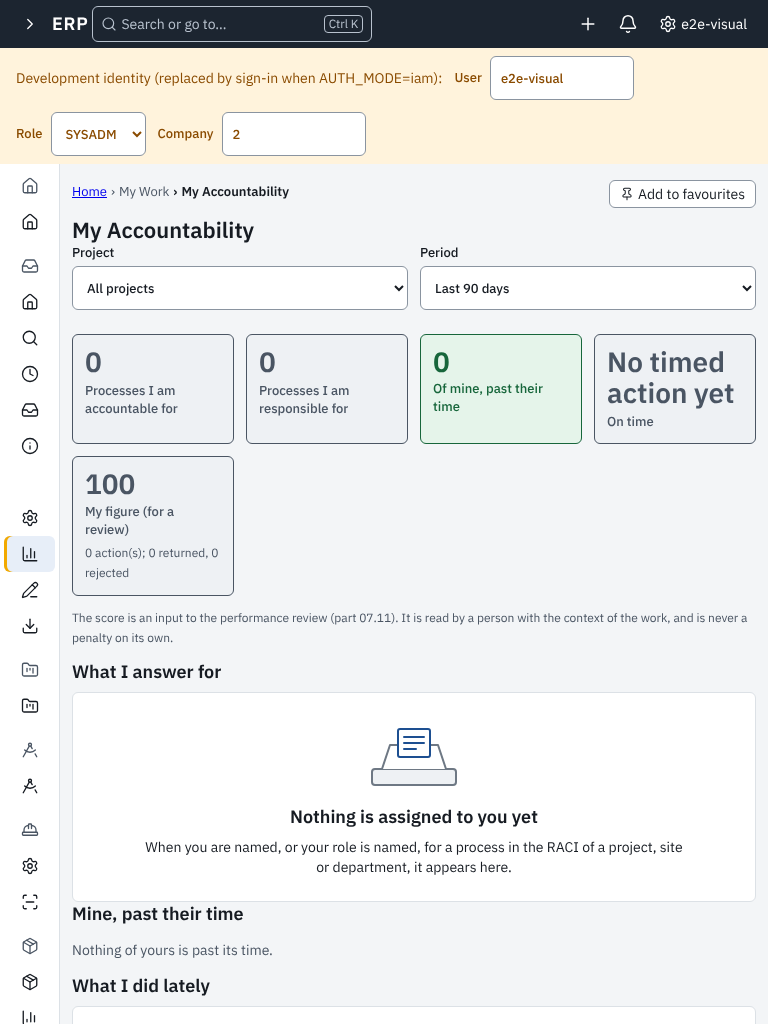 ERP
Search or go to...
Ctrl K
e2e-visual
Development identity (replaced by sign-in when AUTH_MODE=iam):
User
e2e-visual
Role
SYSADM
Company
2
Home › My Work › My Accountability
Add to favourites
My Accountability
Project
Period
All projects
Last 90 days
0
Processes I am
accountable for
0
Processes I am
responsible for
0
Of mine, past their
time
No timed
action yet
On time
100
My figure (for a
review)
0 action(s); 0 returned, 0
rejected
The score is an input to the performance review (part 07.11). It is read by a person with the context of the work, and is never a
penalty on its own.
What I answer for
Nothing is assigned to you yet
When you are named, or your role is named, for a process in the RACI of a project, site
or department, it appears here.
Mine, past their time
Nothing of yours is past its time.
What I did lately